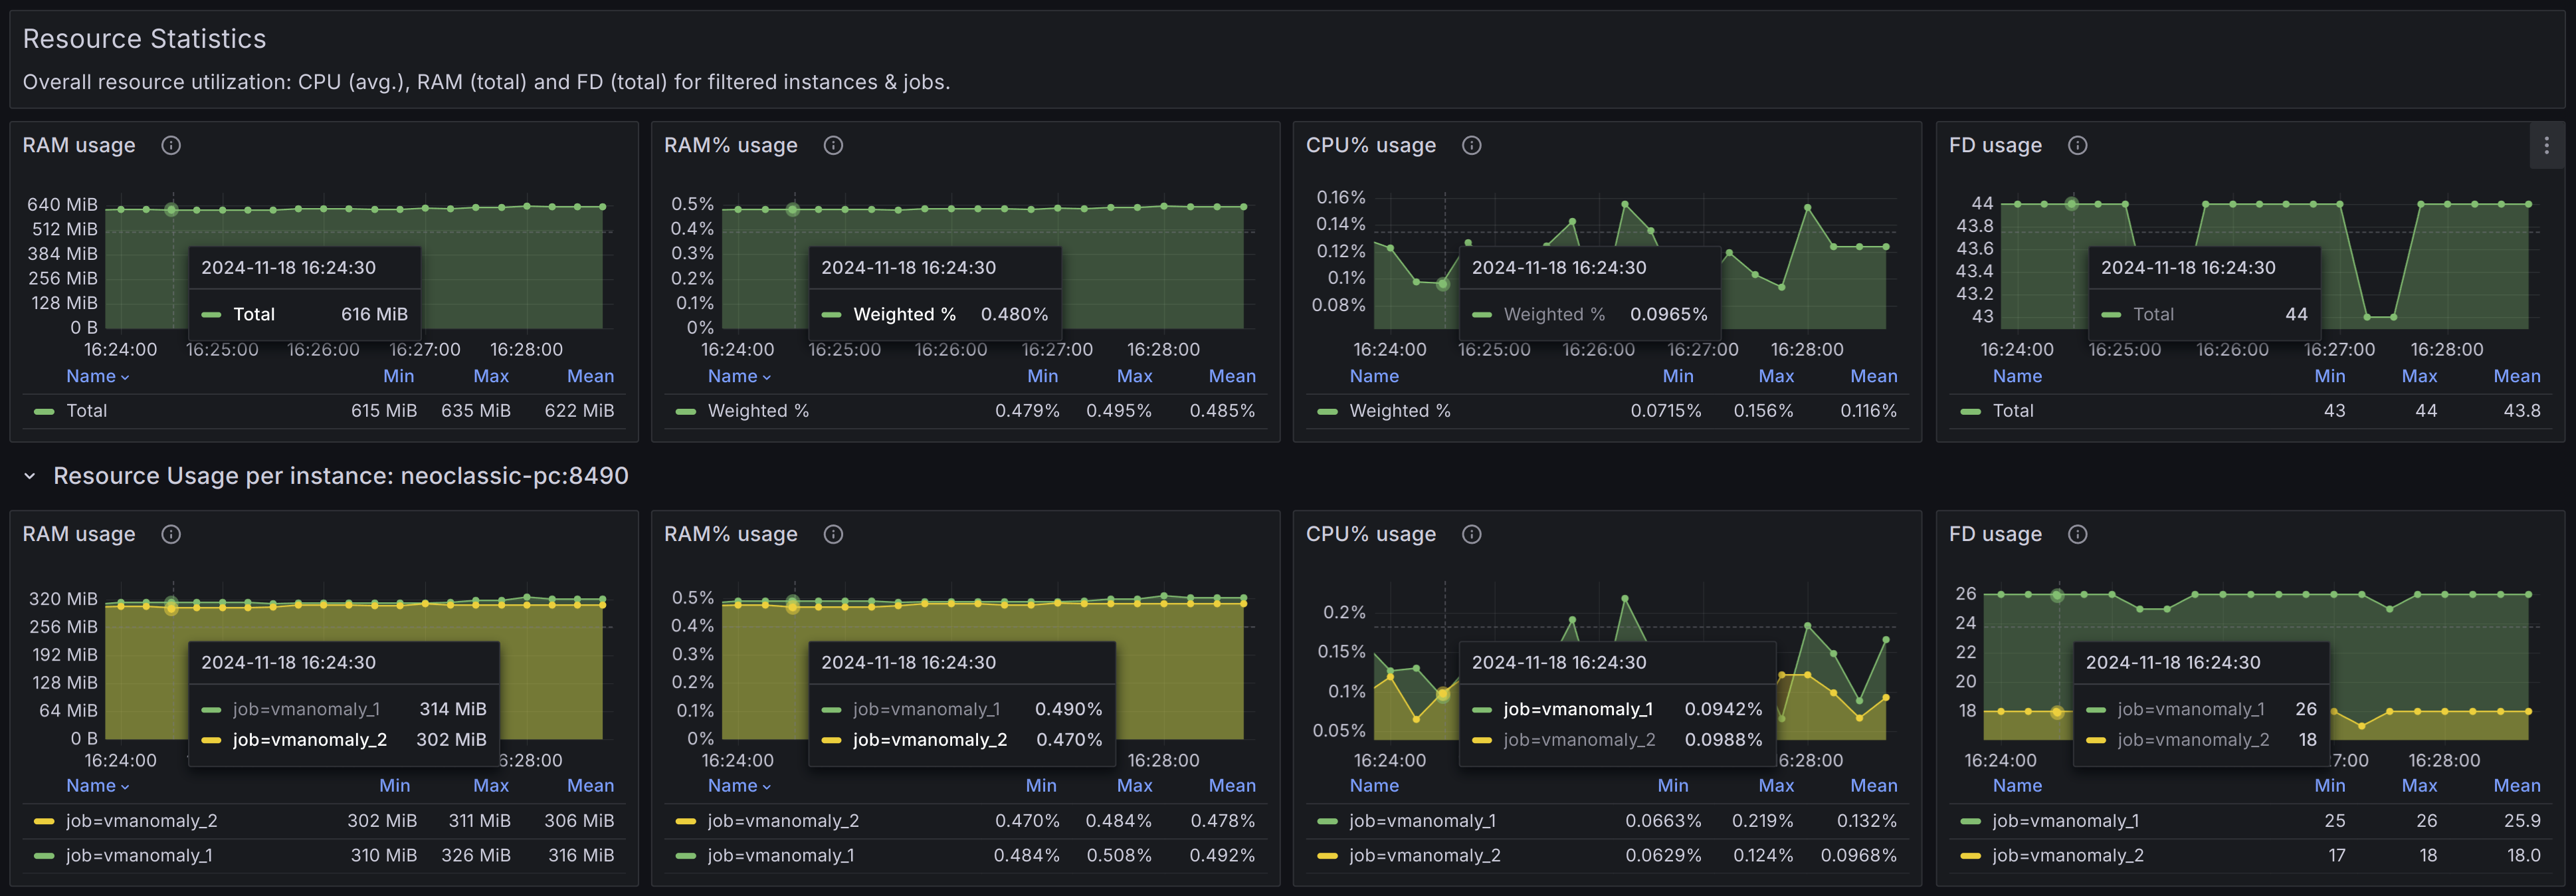 Resource Statistics
Overall resource utilization: CPU (avg.), RAM (total) and FD (total) for filtered instances & jobs.
RAM usage
640 MiB
512 MiB
384 MiB
256 MiB
128 MiB
0 B
2024-11-18 16:24:30
Total 616 MiB
16:24:00 16:25:00 16:26:00 16:27:00 16:28:00
Name Min Max Mean
Total 615 MiB 635 MiB 622 MiB
RAM% usage
0.5%
0.4%
0.3%
0.2%
0.1%
0%
2024-11-18 16:24:30
Weighted % 0.480%
16:24:00 16:25:00 16:26:00 16:27:00 16:28:00
Name Min Max Mean
Weighted % 0.479% 0.495% 0.485%
CPU% usage
0.16%
0.14%
0.12%
0.1%
0.08%
2024-11-18 16:24:30
Weighted % 0.0965%
16:24:00 16:25:00 16:26:00 16:27:00 16:28:00
Name Min Max Mean
Weighted % 0.0715% 0.156% 0.116%
FD usage
44
43.8
43.6
43.4
43.2
43
2024-11-18 16:24:30
Total 44
16:24:00 16:25:00 16:26:00 16:27:00 16:28:00
Name Min Max Mean
Total 43 44 43.8
Resource Usage per instance: neoclassic-pc:8490
RAM usage
320 MiB
256 MiB
192 MiB
128 MiB
64 MiB
0 B
2024-11-18 16:24:30
job=vmanomaly_1 314 MiB
job=vmanomaly_2 302 MiB
16:24:00 6:28:00
Name Min Max Mean
job=vmanomaly_2 302 MiB 311 MiB 306 MiB
job=vmanomaly_1 310 MiB 326 MiB 316 MiB
RAM% usage
0.5%
0.4%
0.3%
0.2%
0.1%
0%
2024-11-18 16:24:30
job=vmanomaly_1 0.490%
job=vmanomaly_2 0.470%
16:24:00 16:28:00
Name Min Max Mean
job=vmanomaly_2 0.470% 0.484% 0.478%
job=vmanomaly_1 0.484% 0.508% 0.492%
CPU% usage
0.2%
0.15%
0.1%
0.05%
2024-11-18 16:24:30
job=vmanomaly_1 0.0942%
job=vmanomaly_2 0.0988%
16:24:00 6:28:00
Name Min Max Mean
job=vmanomaly_1 0.0663% 0.219% 0.132%
job=vmanomaly_2 0.0629% 0.124% 0.0968%
FD usage
26
24
22
20
18
2024-11-18 16:24:30
job=vmanomaly_1 26
job=vmanomaly_2 18
16:24:00 7:00 16:28:00
Name Min Max Mean
job=vmanomaly_1 25 26 25.9
job=vmanomaly_2 17 18 18.0